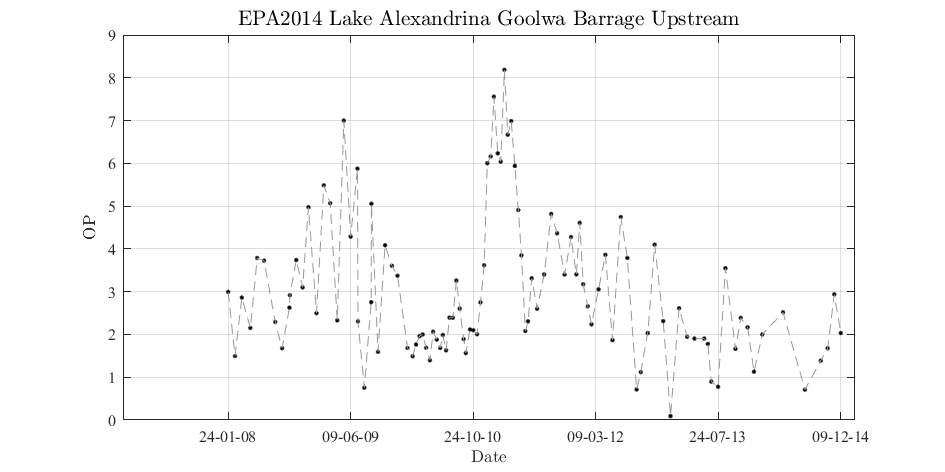 EPA2014 Lake Alexandrina Goolwa Barrage Upstream
9
8
7
6
5
4
3
2
1
0
OP
24-01-08 09-06-09 24-10-10 09-03-12 24-07-13 09-12-14
Date